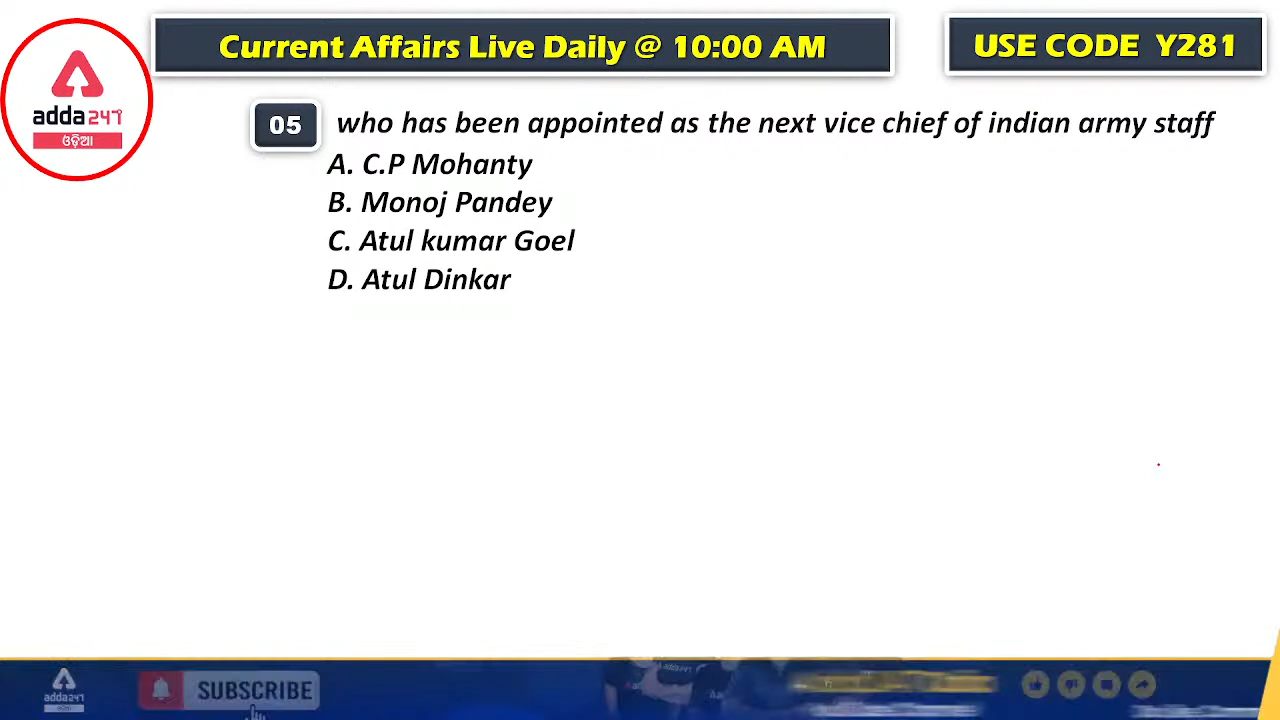 Current Affairs Live Daily @ 10:00 AM
USE CODE Y281
adda247
ଓଡ଼ିଆ
05 who has been appointed as the next vice chief of indian army staff
A. C.P Mohanty
B. Monoj Pandey
C. Atul kumar Goel
D. Atul Dinkar
adda247
SUBSCRIBE